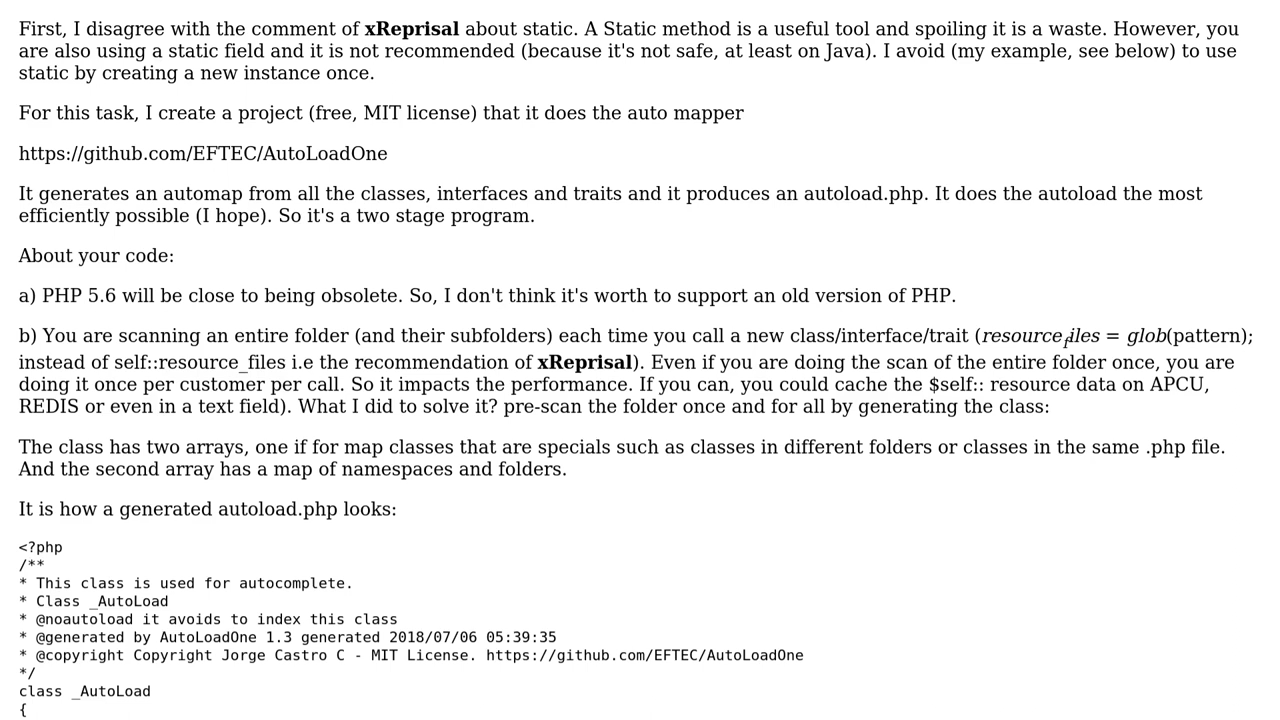 First, I disagree with the comment of xReprisal about static. A Static method is a useful tool and spoiling it is a waste. However, you
are also using a static field and it is not recommended (because it's not safe, at least on Java). I avoid (my example, see below) to use
static by creating a new instance once.
For this task, I create a project (free, MIT license) that it does the auto mapper
https://github.com/EFTEC/AutoLoadOne
It generates an automap from all the classes, interfaces and traits and it produces an autoload.php. It does the autoload the most
efficiently possible (I hope). So it's a two stage program.
About your code:
a) PHP 5.6 will be close to being obsolete. So, I don't think it's worth to support an old version of PHP.
b) You are scanning an entire folder (and their subfolders) each time you call a new class/interface/trait (resource_files = glob(pattern);
instead of self::resource_files i.e the recommendation of xReprisal). Even if you are doing the scan of the entire folder once, you are
doing it once per customer per call. So it impacts the performance. If you can, you could cache the $self:: resource data on APCU,
REDIS or even in a text field). What I did to solve it? pre-scan the folder once and for all by generating the class:
The class has two arrays, one if for map classes that are specials such as classes in different folders or classes in the same .php file.
And the second array has a map of namespaces and folders.
It is how a generated autoload.php looks:
<?php
/**
* This class is used for autocomplete.
* Class _AutoLoad
* @noautoload it avoids to index this class
* @generated by AutoLoadOne 1.3 generated 2018/07/06 05:39:35
* @copyright Copyright Jorge Castro C - MIT License. https://github.com/EFTEC/AutoLoadOne
*/
class _AutoLoad
{